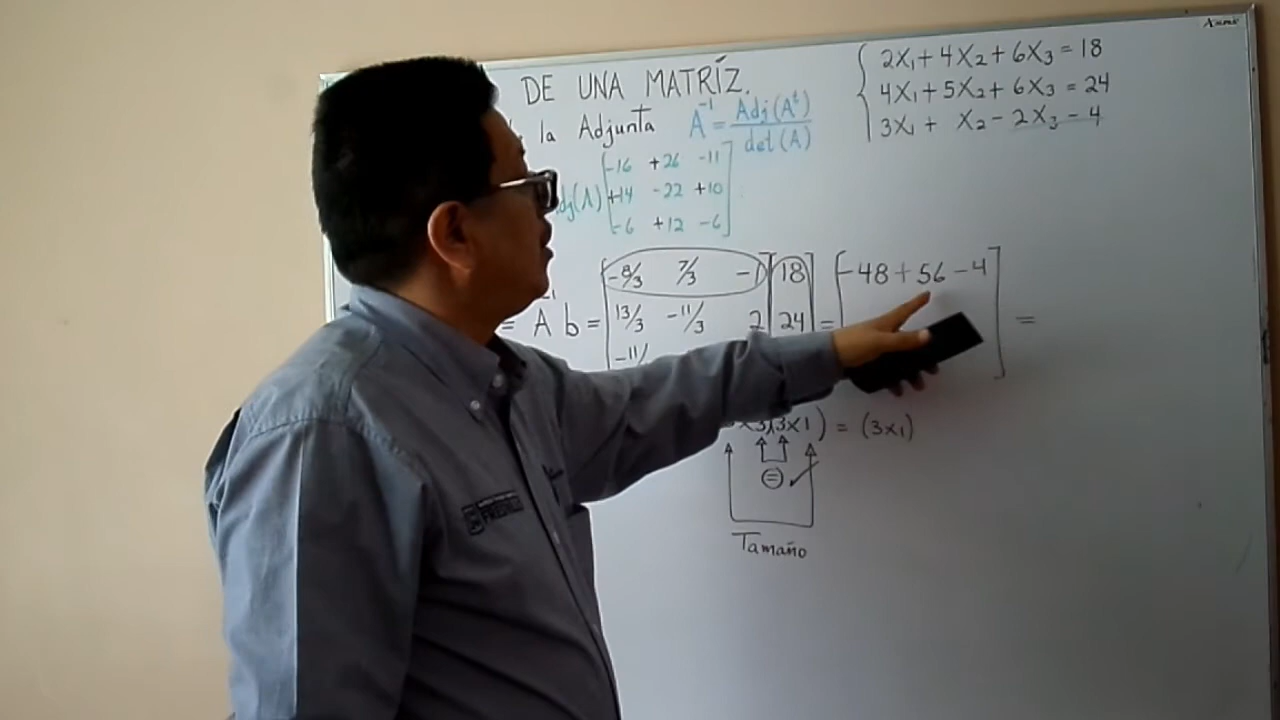 DE UNA MATRÍZ.
la Adjunta A⁻¹ = Adj(Aᵗ) / det(A)
2X₁ + 4X₂ + 6X₃ = 18
4X₁ + 5X₂ + 6X₃ = 24
3X₁ + X₂ - 2X₃ - 4
-16 +26 -11
dj(A) +14 -22 +10
-6 +12 -6
-8/3 7/3 -1 18 -48 + 56 - 4
= A⁻¹ b = 13/3 -11/3 2 24 = =
-11/
x3)(3x1) = (3x1)
=
Tamaño